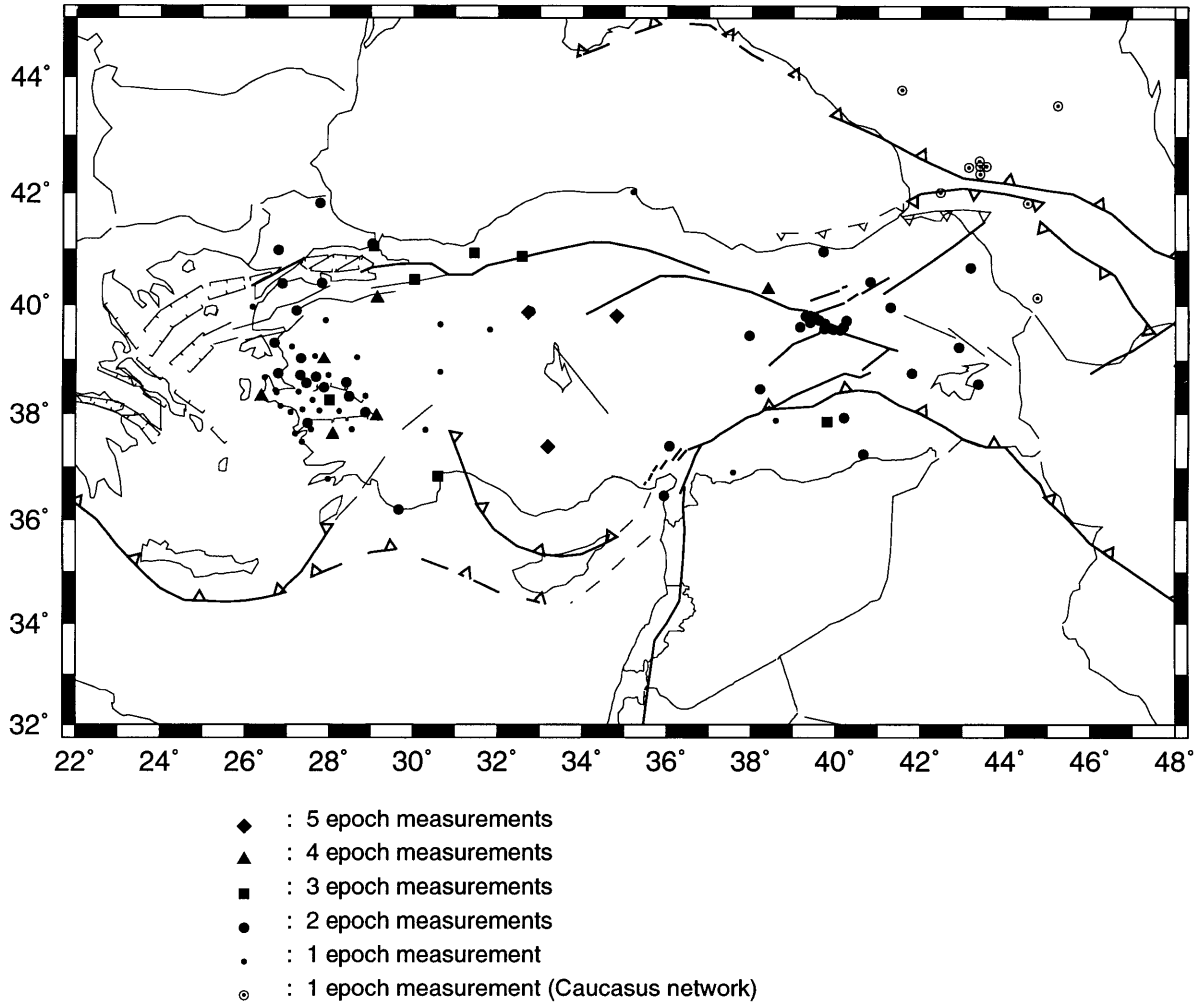 44°
42°
40°
38°
36°
34°
32°
22° 24° 26° 28° 30° 32° 34° 36° 38° 40° 42° 44° 46° 48°
: 5 epoch measurements
: 4 epoch measurements
: 3 epoch measurements
: 2 epoch measurements
: 1 epoch measurement
: 1 epoch measurement (Caucasus network)